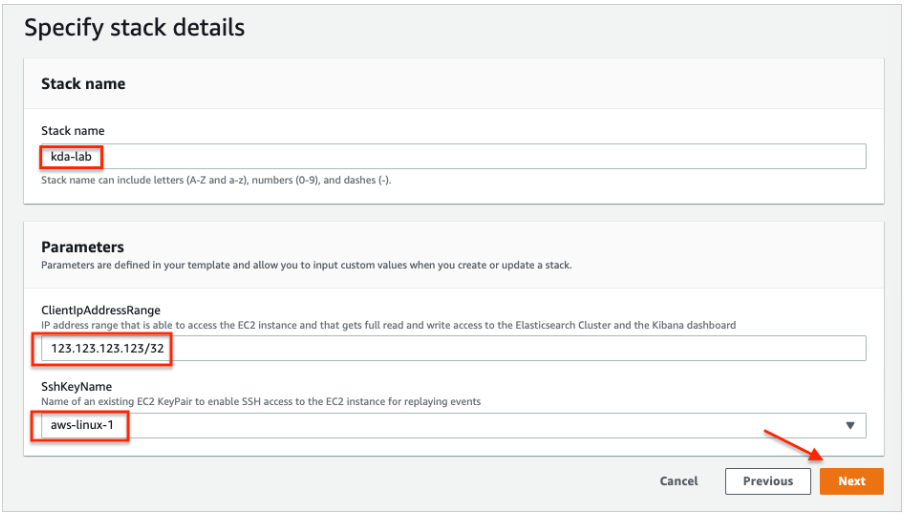 Specify stack details
Stack name
Stack name
kda-lab
Stack name can include letters (A-Z and a-z), numbers (0-9), and dashes (-).
Parameters
Parameters are defined in your template and allow you to input custom values when you create or update a stack.
ClientIpAddressRange
IP address range that is able to access the EC2 instance and that gets full read and write access to the Elasticsearch Cluster and the Kibana dashboard
123.123.123.123/32
SshKeyName
Name of an existing EC2 KeyPair to enable SSH access to the EC2 instance for replaying events
aws-linux-1
Cancel Previous Next